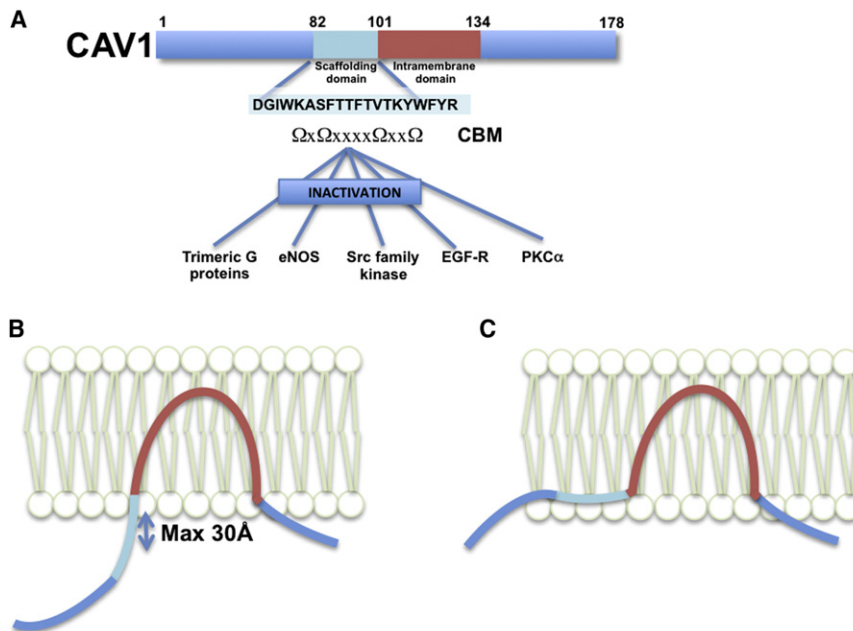 A
1 82 101 134 178
CAV1
Scaffolding domain
Intramembrane domain
DGIWKASFTTFTVTKYWFYR
ΩxΩxxxxΩxxΩ CBM
INACTIVATION
Trimeric G proteins
eNOS
Src family kinase
EGF-R
PKCα
B
Max 30Å
C